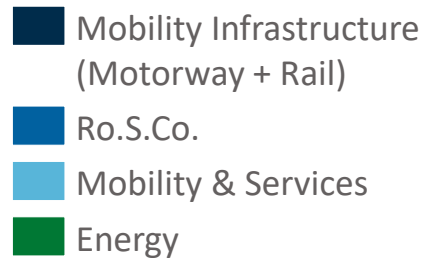 Mobility Infrastructure
(Motorway + Rail)
Ro.S.Co.
Mobility & Services
Energy